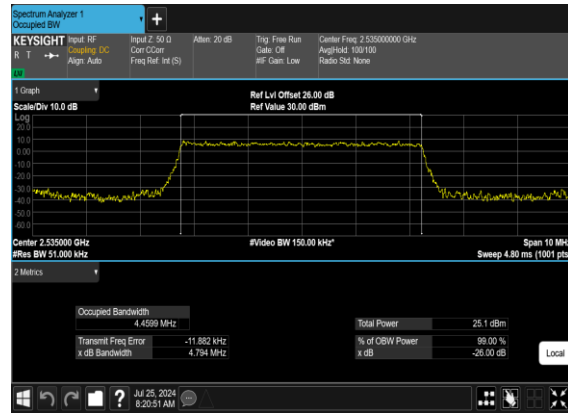 Spectrum Analyzer 1
Occupied BW
+
KEYSIGHT Input: RF Input Z: 50 Ω Atten: 20 dB Trig: Free Run Center Freq: 2.535000000 GHz
R T Coupling: DC Corr CCorr Gate: Off Avg|Hold: 100/100
Align: Auto Freq Ref: Int (S) #IF Gain: Low Radio Std: None
1 Graph
Ref Lvl Offset 26.00 dB
Scale/Div 10.0 dB Ref Value 30.00 dBm
Log
20.0
10.0
0.00
-10.0
-20.0
-30.0
-40.0
-50.0
-60.0
Center 2.535000 GHz #Video BW 150.00 kHz* Span 10 MHz
#Res BW 51.000 kHz Sweep 4.80 ms (1001 pts
2 Metrics
Occupied Bandwidth
4.4599 MHz Total Power 25.1 dBm
Transmit Freq Error -11.882 kHz % of OBW Power 99.00 %
x dB Bandwidth 4.794 MHz x dB -26.00 dB
Local
? Jul 25, 2024
8:20:51 AM